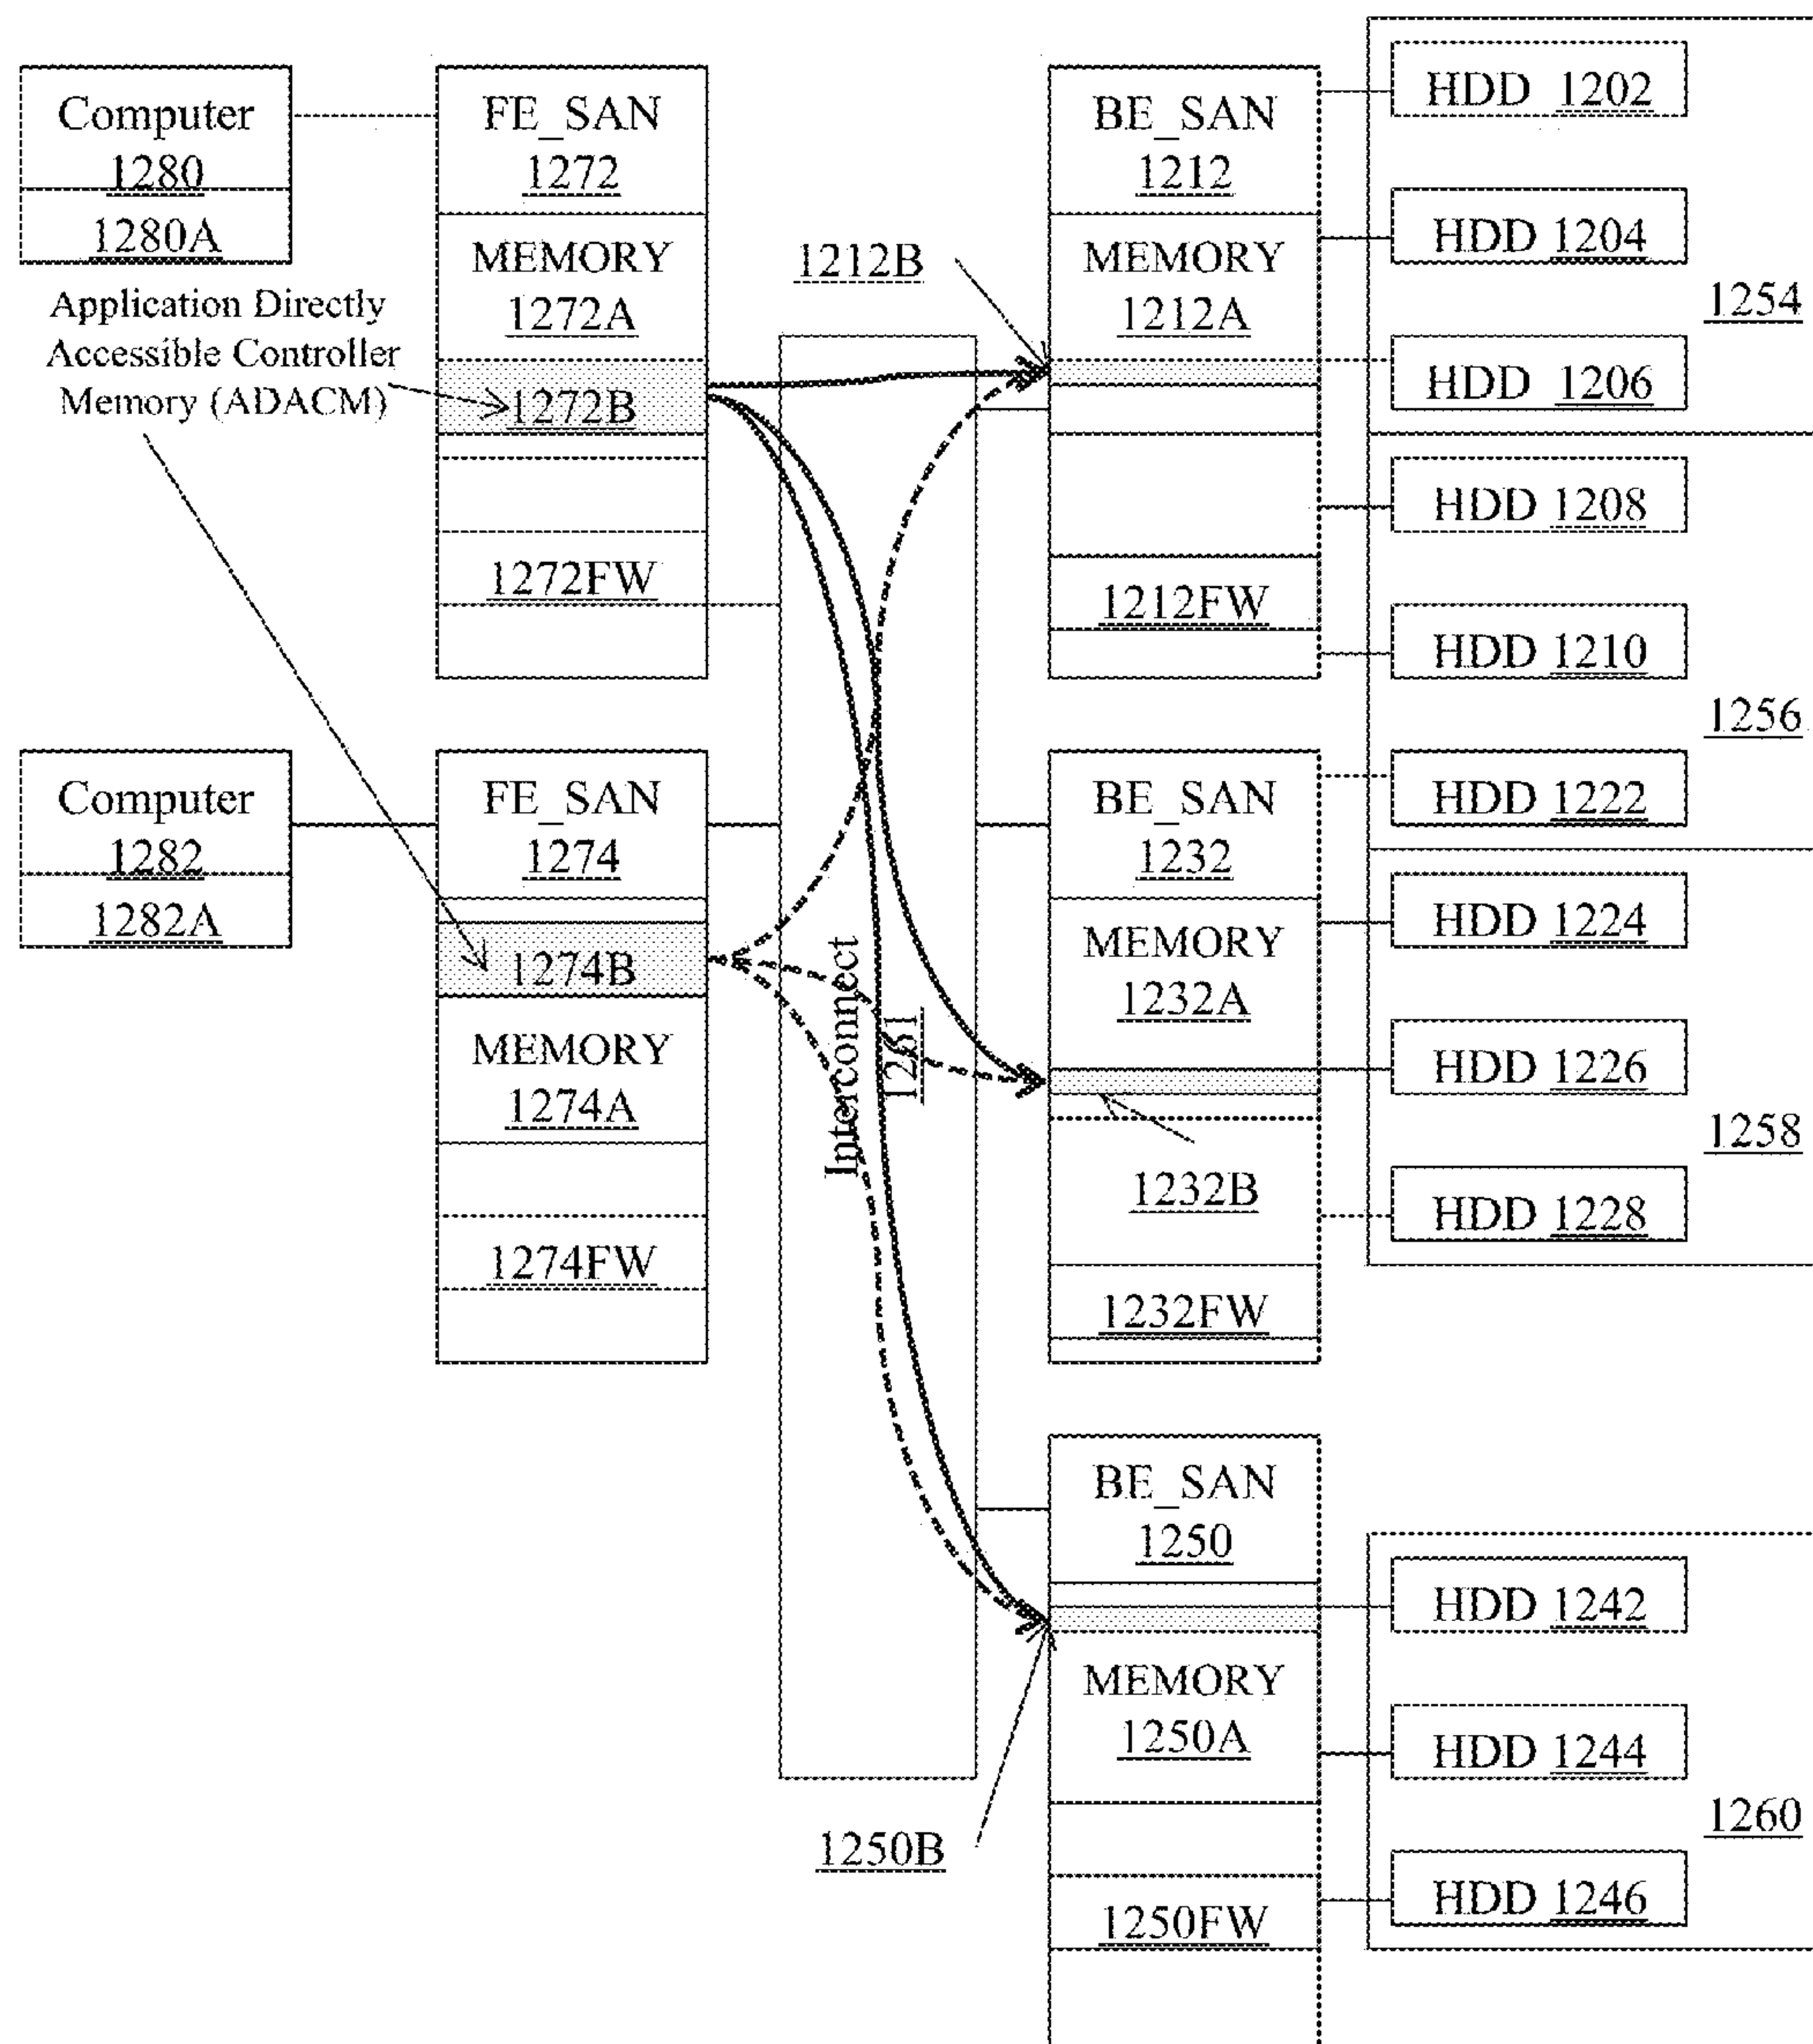 Computer
1280
1280A
Application Directly
Accessible Controller
Memory (ADACM)
FE_SAN
1272
MEMORY
1272A
1272B
1272FW
Computer
1282
1282A
FE_SAN
1274
1274B
MEMORY
1274A
1274FW
Interconnect
1261
1212B
BE_SAN
1212
MEMORY
1212A
1212FW
BE_SAN
1232
MEMORY
1232A
1232B
1232FW
BE_SAN
1250
MEMORY
1250A
1250B
1250FW
HDD 1202
HDD 1204
1254
HDD 1206
HDD 1208
HDD 1210
1256
HDD 1222
HDD 1224
HDD 1226
1258
HDD 1228
HDD 1242
HDD 1244
1260
HDD 1246